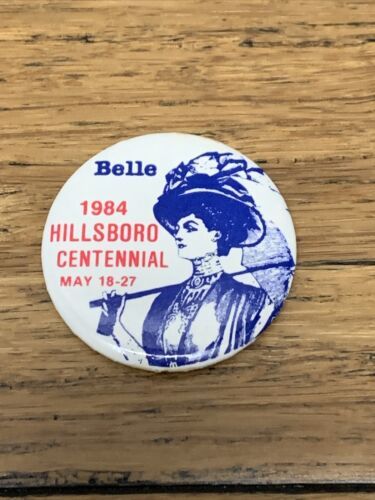 Belle
1984
HILLSBORO
CENTENNIAL
MAY 18-27